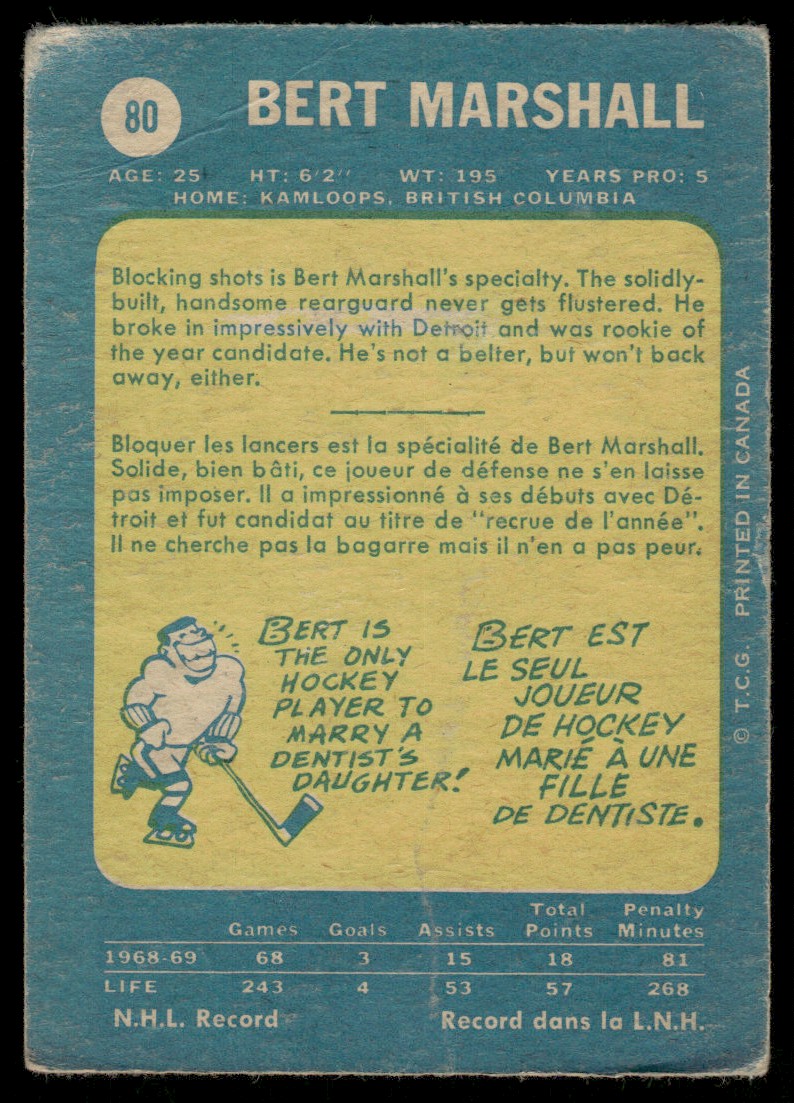 80
BERT MARSHALL
AGE: 25 HT: 6'2'' WT: 195 YEARS PRO: 5
HOME: KAMLOOPS, BRITISH COLUMBIA
Blocking shots is Bert Marshall's specialty. The solidly-
built, handsome rearguard never gets flustered. He
broke in impressively with Detroit and was rookie of
the year candidate. He's not a belter, but won't back
away, either.
Bloquer les lancers est la spécialité de Bert Marshall.
Solide, bien bâti, ce joueur de défense ne s'en laisse
pas imposer. Il a impressionné à ses débuts avec Dé-
troit et fut candidat au titre de "recrue de l'année".
Il ne cherche pas la bagarre mais il n'en a pas peur.
BERT IS
THE ONLY
HOCKEY
PLAYER TO
MARRY A
DENTIST'S
DAUGHTER!
BERT EST
LE SEUL
JOUEUR
DE HOCKEY
MARIÉ À UNE
FILLE
DE DENTISTE.
© T.C.G. PRINTED IN CANADA
Total Penalty
Games Goals Assists Points Minutes
1968-69 68 3 15 18 81
LIFE 243 4 53 57 268
N.H.L. Record Record dans la L.N.H.